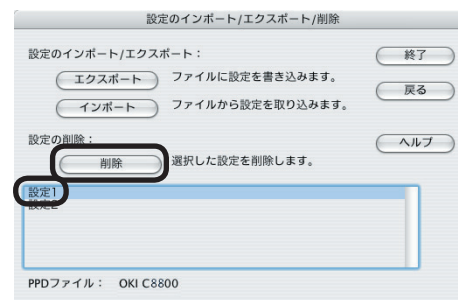 設定のインポート/エクスポート/削除
設定のインポート/エクスポート：
エクスポート ファイルに設定を書き込みます。
インポート ファイルから設定を取り込みます。
設定の削除：
削除 選択した設定を削除します。
終了
戻る
ヘルプ
設定1
設定2
PPDファイル： OKI C8800